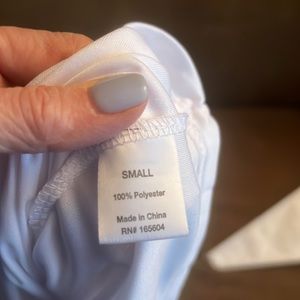 SMALL
100% Polyester
Made in China
RN# 165604